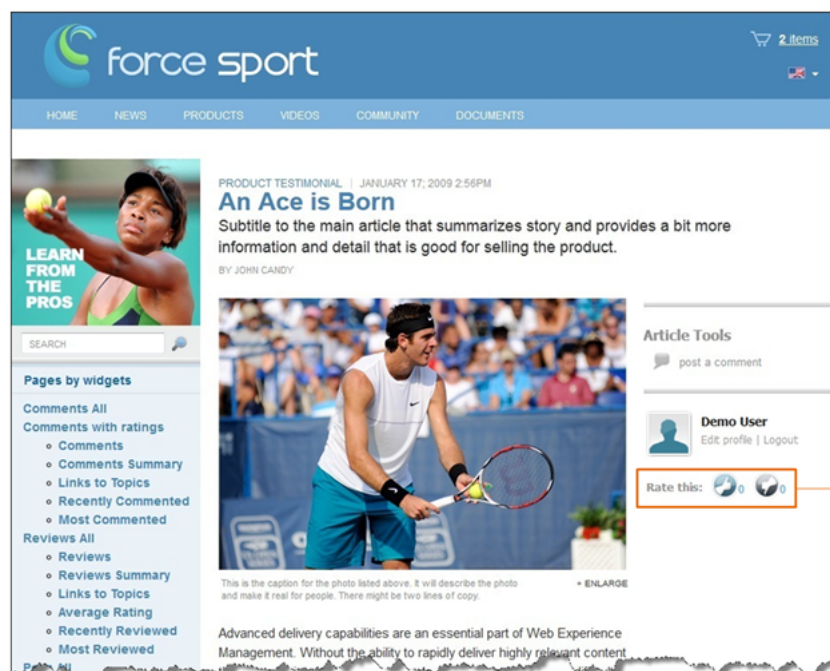 force sport
2 items
HOME NEWS PRODUCTS VIDEOS COMMUNITY DOCUMENTS
LEARN
FROM
THE
PROS
SEARCH
Pages by widgets
Comments All
Comments with ratings
Comments
Comments Summary
Links to Topics
Recently Commented
Most Commented
Reviews All
Reviews
Reviews Summary
Links to Topics
Average Rating
Recently Reviewed
Most Reviewed
PRODUCT TESTIMONIAL | JANUARY 17, 2009 2:56PM
An Ace is Born
Subtitle to the main article that summarizes story and provides a bit more
information and detail that is good for selling the product.
BY JOHN CANDY
This is the caption for the photo listed above. It will describe the photo
and make it real for people. There might be two lines of copy.
+ ENLARGE
Advanced delivery capabilities are an essential part of Web Experience
Management. Without the ability to rapidly deliver highly relevant content
Article Tools
post a comment
Demo User
Edit profile | Logout
Rate this: 0 0